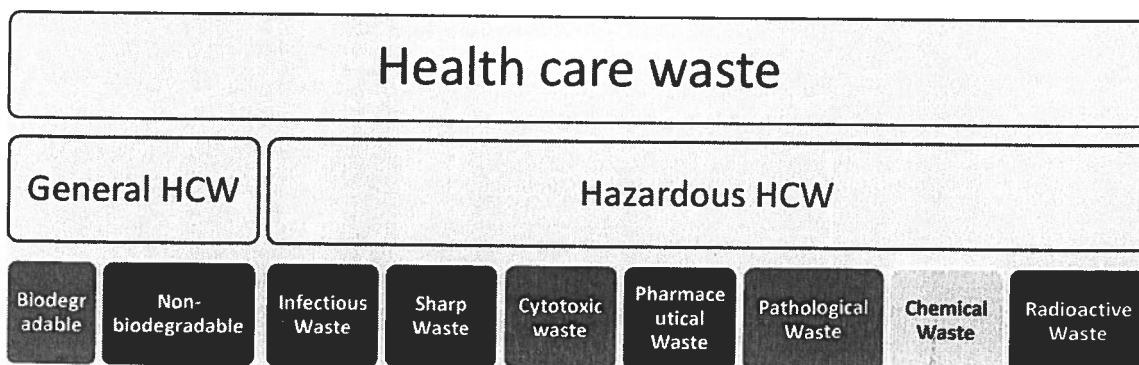 Health care waste
General HCW
Hazardous HCW
Biodegr
adable
Non-
biodegradable
Infectious
Waste
Sharp
Waste
Cytotoxic
waste
Pharmace
utical
Waste
Pathological
Waste
Chemical
Waste
Radioactive
Waste